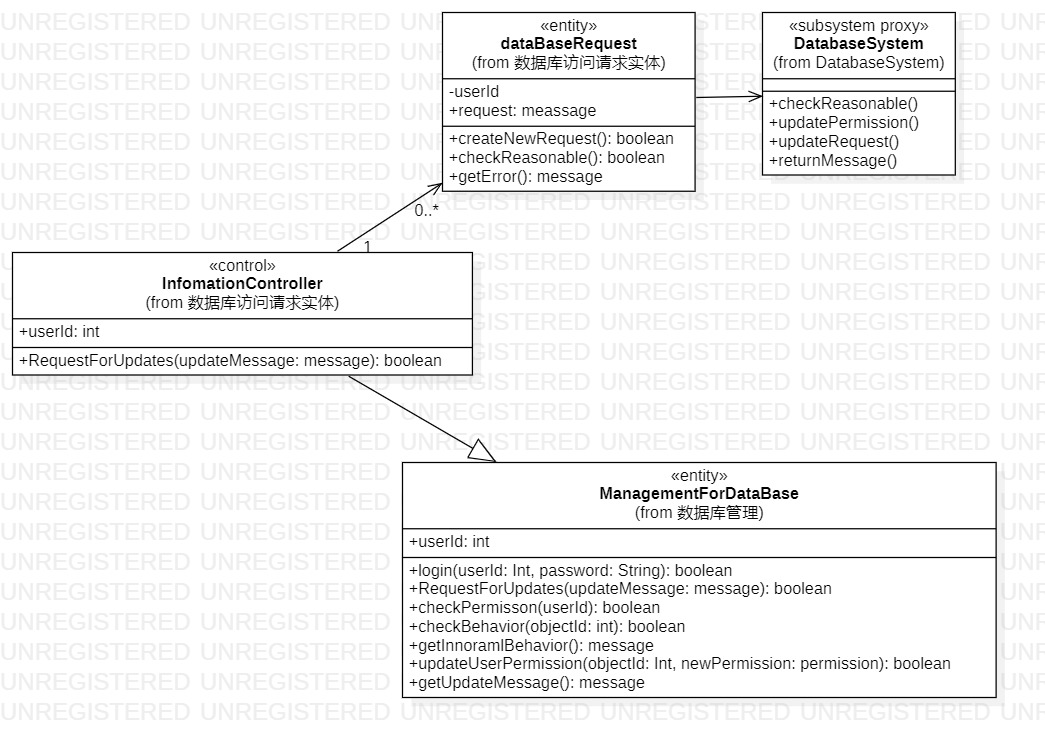 «entity»
dataBaseRequest
(from 数据库访问请求实体)
-userId
+request: meassage
+createNewRequest(): boolean
+checkReasonable(): boolean
+getError(): message
«subsystem proxy»
DatabaseSystem
(from DatabaseSystem)
+checkReasonable()
+updatePermission()
+updateRequest()
+returnMessage()
0..*
1
«control»
InfomationController
(from 数据库访问请求实体)
+userId: int
+RequestForUpdates(updateMessage: message): boolean
«entity»
ManagementForDataBase
(from 数据库管理)
+userId: int
+login(userId: Int, password: String): boolean
+RequestForUpdates(updateMessage: message): boolean
+checkPermisson(userId): boolean
+checkBehavior(objectId: int): boolean
+getInnoramlBehavior(): message
+updateUserPermission(objectId: Int, newPermission: permission): boolean
+getUpdateMessage(): message
UNREGISTERED